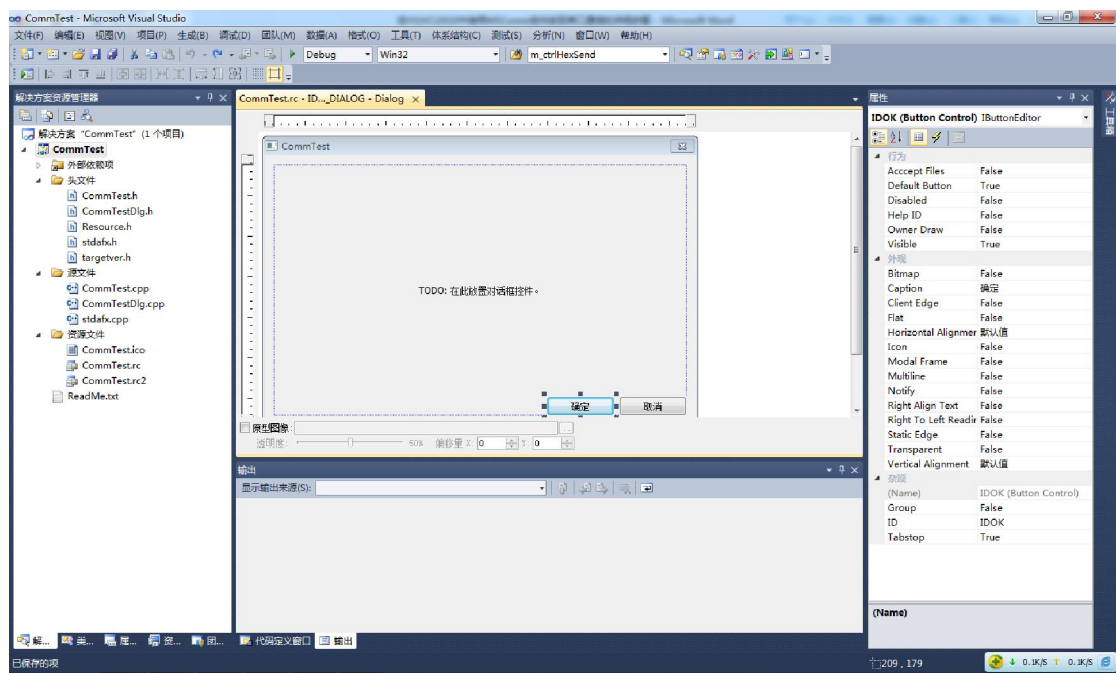 CommTest - Microsoft Visual Studio
文件(F) 编辑(E) 视图(V) 项目(P) 生成(B) 调试(D) 团队(M) 数据(A) 格式(O) 工具(T) 体系结构(C) 测试(S) 分析(N) 窗口(W) 帮助(H)
Debug Win32 m_ctrlHexSend
解决方案资源管理器
解决方案 "CommTest" (1 个项目)
CommTest
外部依赖项
头文件
CommTest.h
CommTestDlg.h
Resource.h
stdafx.h
targetver.h
源文件
CommTest.cpp
CommTestDlg.cpp
stdafx.cpp
资源文件
CommTest.ico
CommTest.rc
CommTest.rc2
ReadMe.txt
解... 类... 属... 资... 团...
CommTest.rc - ID..._DIALOG - Dialog
CommTest
TODO: 在此放置对话框控件。
确定 取消
原型图像:
透明度: 50% 偏移量 X: 0 Y: 0
输出
显示输出来源(S):
代码定义窗口 输出
属性
IDOK (Button Control) IButtonEditor
行为
Acccept Files False
Default Button True
Disabled False
Help ID False
Owner Draw False
Visible True
外观
Bitmap False
Caption 确定
Client Edge False
Flat False
Horizontal Alignmer 默认值
Icon False
Modal Frame False
Multiline False
Notify False
Right Align Text False
Right To Left Readir False
Static Edge False
Transparent False
Vertical Alignment 默认值
杂项
(Name) IDOK (Button Control)
Group False
ID IDOK
Tabstop True
(Name)
工具箱
已保存的项
209 , 179
0.1K/S 0.1K/S